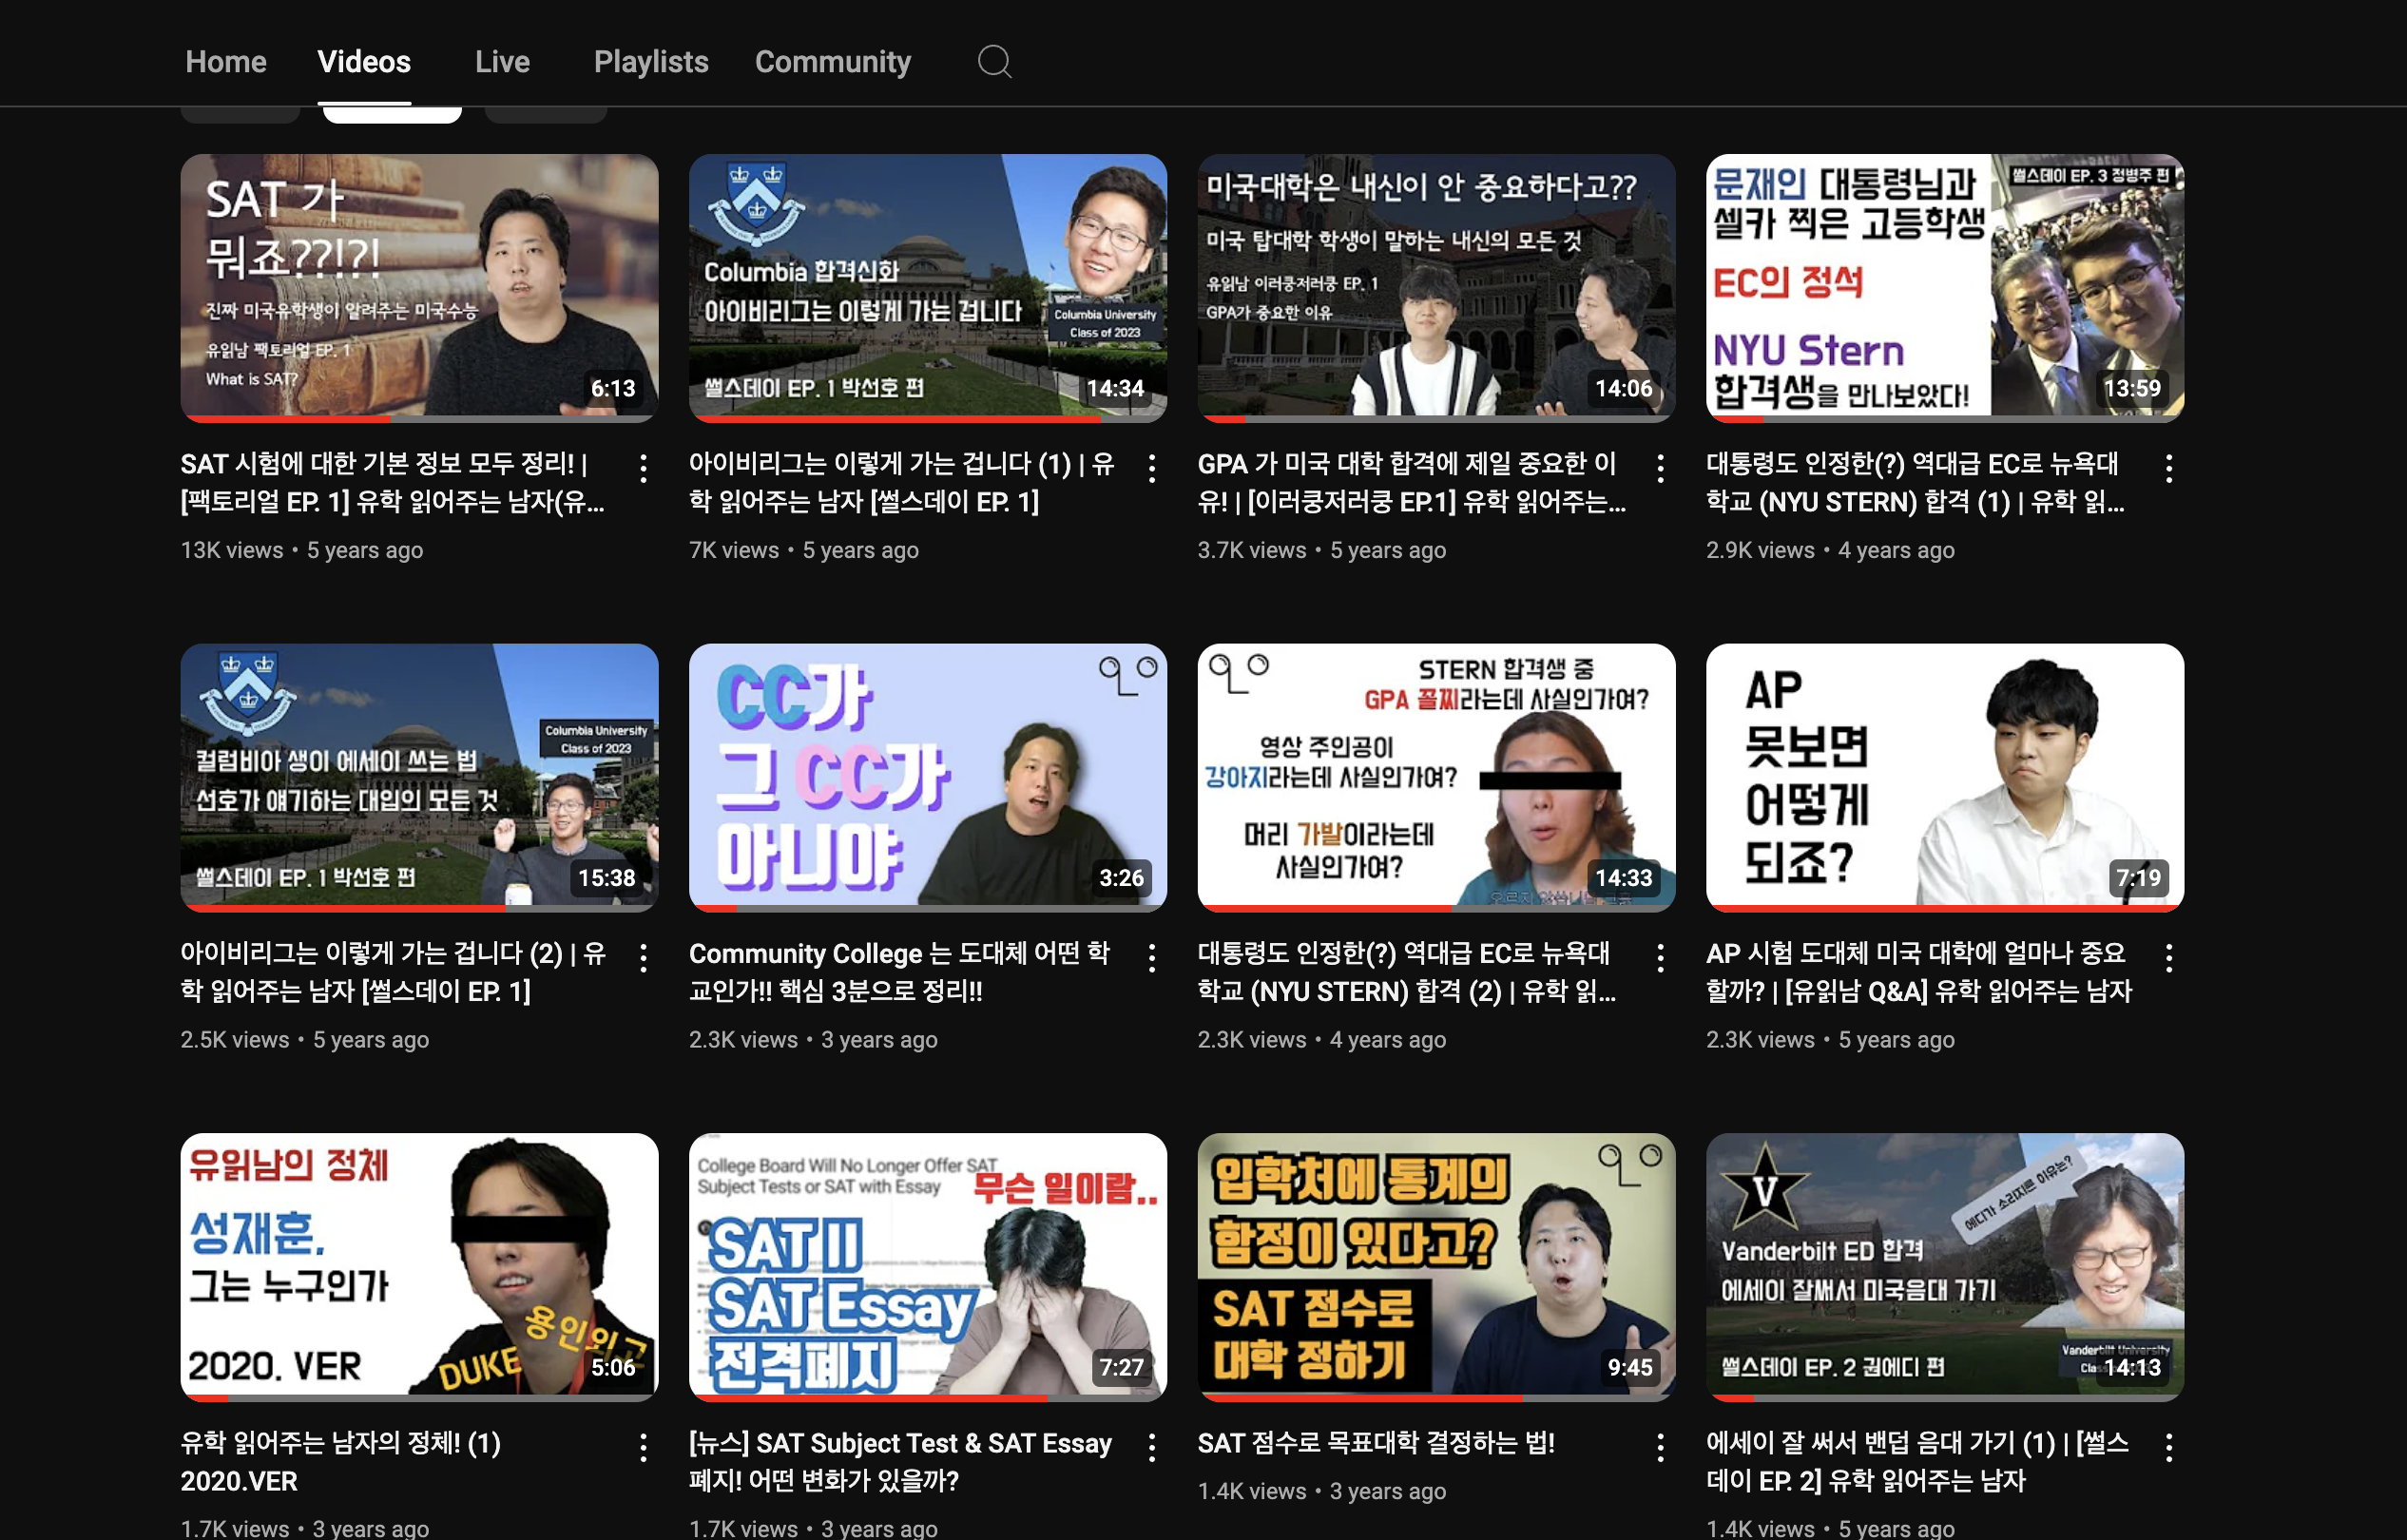 Home Videos Live Playlists Community
SAT 가
뭐죠??!?!
진짜 미국유학생이 알려주는 미국수능
유읽남 팩토리얼 EP. 1
What is SAT?
6:13
SAT 시험에 대한 기본 정보 모두 정리! |
[팩토리얼 EP. 1] 유학 읽어주는 남자(유...
13K views • 5 years ago
Columbia 합격신화
아이비리그는 이렇게 가는 겁니다
Columbia University
Class of 2023
썰스데이 EP. 1 박선호 편
14:34
아이비리그는 이렇게 가는 겁니다 (1) | 유
학 읽어주는 남자 [썰스데이 EP. 1]
7K views • 5 years ago
미국대학은 내신이 안 중요하다고??
미국 탑대학 학생이 말하는 내신의 모든 것
유읽남 이러쿵저러쿵 EP. 1
GPA가 중요한 이유
14:06
GPA 가 미국 대학 합격에 제일 중요한 이
유! | [이러쿵저러쿵 EP.1] 유학 읽어주는...
3.7K views • 5 years ago
문재인 대통령님과
셀카 찍은 고등학생
EC의 정석
NYU Stern
합격생을 만나보았다!
썰스데이 EP. 3 정병주 편
13:59
대통령도 인정한(?) 역대급 EC로 뉴욕대
학교 (NYU STERN) 합격 (1) | 유학 읽...
2.9K views • 4 years ago
Columbia University
Class of 2023
컬럼비아 생이 에세이 쓰는 법
선호가 얘기하는 대입의 모든 것
썰스데이 EP. 1 박선호 편
15:38
아이비리그는 이렇게 가는 겁니다 (2) | 유
학 읽어주는 남자 [썰스데이 EP. 1]
2.5K views • 5 years ago
CC가
그 CC가
아니야
3:26
Community College 는 도대체 어떤 학
교인가!! 핵심 3분으로 정리!!
2.3K views • 3 years ago
STERN 합격생 중
GPA 꼴찌라는데 사실인가여?
영상 주인공이
강아지라는데 사실인가여?
머리 가발이라는데
사실인가여?
14:33
대통령도 인정한(?) 역대급 EC로 뉴욕대
학교 (NYU STERN) 합격 (2) | 유학 읽...
2.3K views • 4 years ago
AP
못보면
어떻게
되죠?
7:19
AP 시험 도대체 미국 대학에 얼마나 중요
할까? | [유읽남 Q&A] 유학 읽어주는 남자
2.3K views • 5 years ago
유읽남의 정체
성재훈,
그는 누구인가
2020. VER
DUKE
용인외고
5:06
유학 읽어주는 남자의 정체! (1)
2020.VER
1.7K views • 3 years ago
College Board Will No Longer Offer SAT
Subject Tests or SAT with Essay
무슨 일이람..
SAT II
SAT Essay
전격폐지
7:27
[뉴스] SAT Subject Test & SAT Essay
폐지! 어떤 변화가 있을까?
1.7K views • 3 years ago
입학처에 통계의
함정이 있다고?
SAT 점수로
대학 정하기
9:45
SAT 점수로 목표대학 결정하는 법!
1.4K views • 3 years ago
V
에디가 소리지른 이유는?
Vanderbilt ED 합격
에세이 잘써서 미국음대 가기
Vanderbilt University
썰스데이 EP. 2 권에디 편
14:13
에세이 잘 써서 밴덥 음대 가기 (1) | [썰스
데이 EP. 2] 유학 읽어주는 남자
1.4K views • 5 years ago